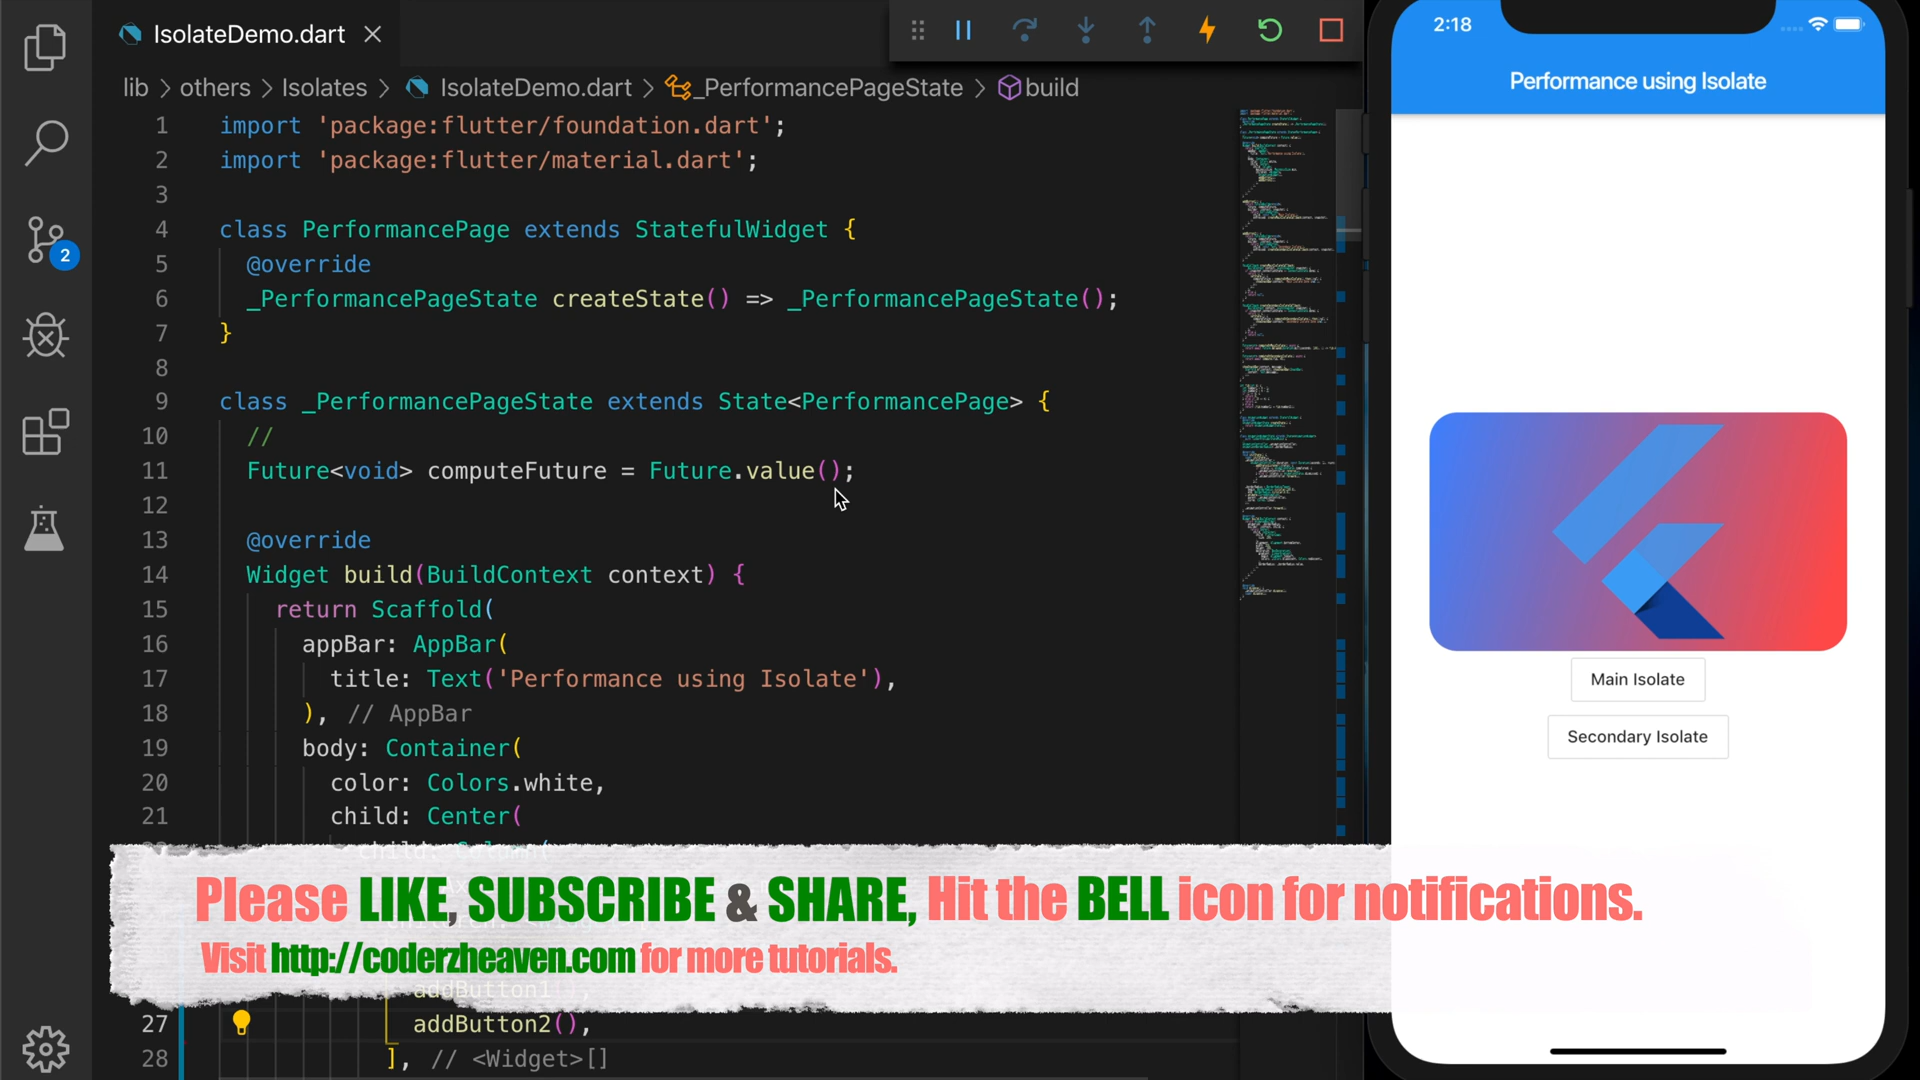 IsolateDemo.dart
lib > others > Isolates > IsolateDemo.dart > _PerformancePageState > build
1 import 'package:flutter/foundation.dart';
2 import 'package:flutter/material.dart';
3
4 class PerformancePage extends StatefulWidget {
5 @override
6 _PerformancePageState createState() => _PerformancePageState();
7 }
8
9 class _PerformancePageState extends State<PerformancePage> {
10 //
11 Future<void> computeFuture = Future.value();
12
13 @override
14 Widget build(BuildContext context) {
15 return Scaffold(
16 appBar: AppBar(
17 title: Text('Performance using Isolate'),
18 ), // AppBar
19 body: Container(
20 color: Colors.white,
21 child: Center(
child: Column(
Please LIKE, SUBSCRIBE & SHARE, Hit the BELL icon for notifications.
Visit http://coderzheaven.com for more tutorials.
addButton1(),
27 addButton2(),
28 ], // <Widget>[]
2
2:18
Performance using Isolate
Main Isolate
Secondary Isolate